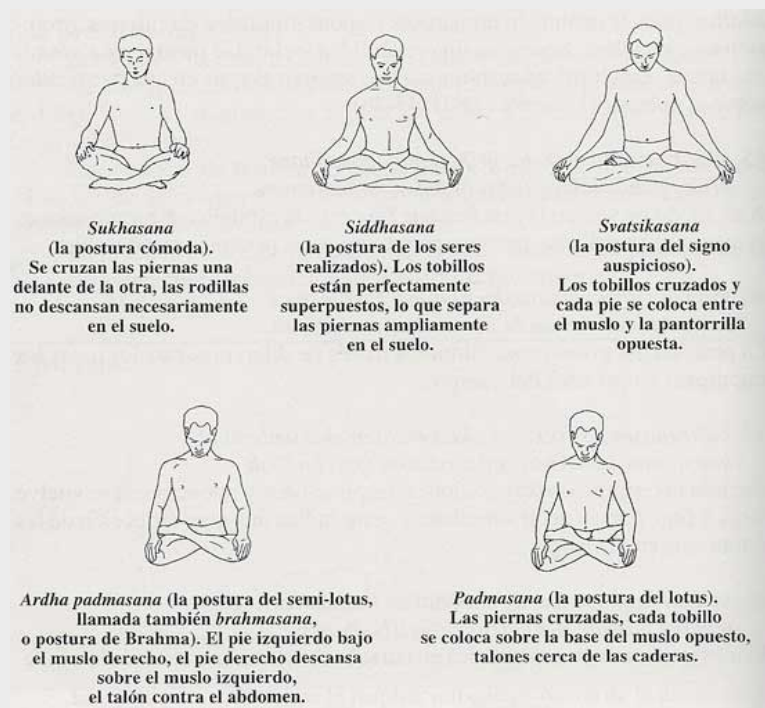 Sukhasana
(la postura cómoda).
Se cruzan las piernas una
delante de la otra, las rodillas
no descansan necesariamente
en el suelo.
Siddhasana
(la postura de los seres
realizados). Los tobillos
están perfectamente
superpuestos, lo que separa
las piernas ampliamente
en el suelo.
Svatsikasana
(la postura del signo
auspicioso).
Los tobillos cruzados y
cada pie se coloca entre
el muslo y la pantorrilla
opuesta.
Ardha padmasana (la postura del semi-lotus,
llamada también brahmasana,
o postura de Brahma). El pie izquierdo bajo
el muslo derecho, el pie derecho descansa
sobre el muslo izquierdo,
el talón contra el abdomen.
Padmasana (la postura del lotus).
Las piernas cruzadas, cada tobillo
se coloca sobre la base del muslo opuesto,
talones cerca de las caderas.